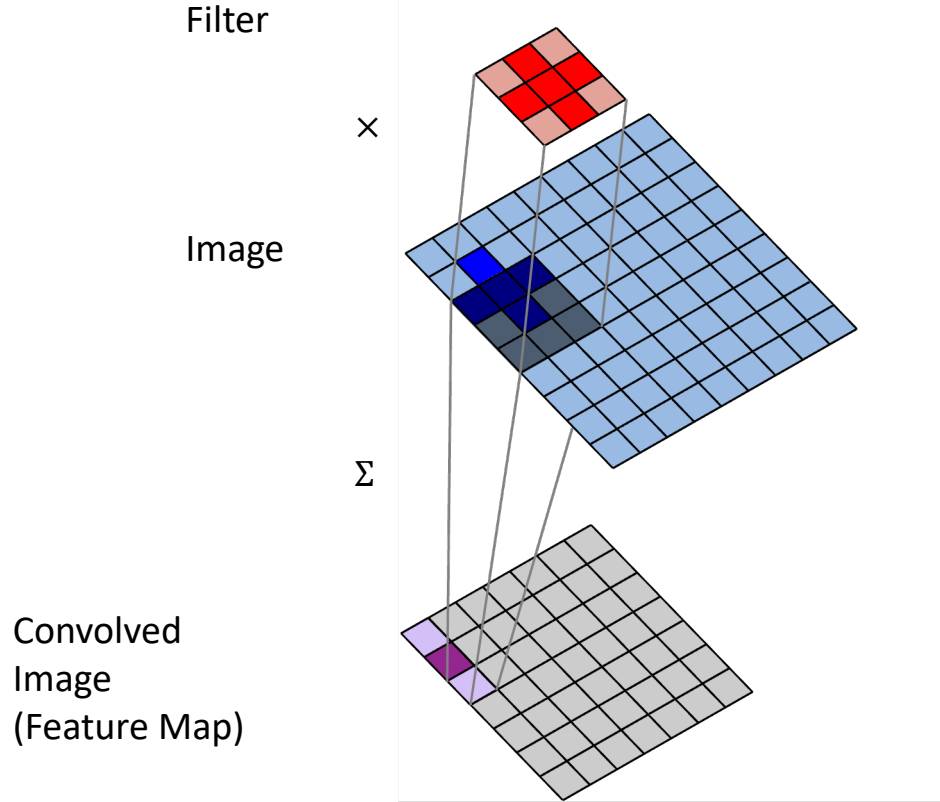 Filter
×
Image
Σ
Convolved
Image
(Feature Map)